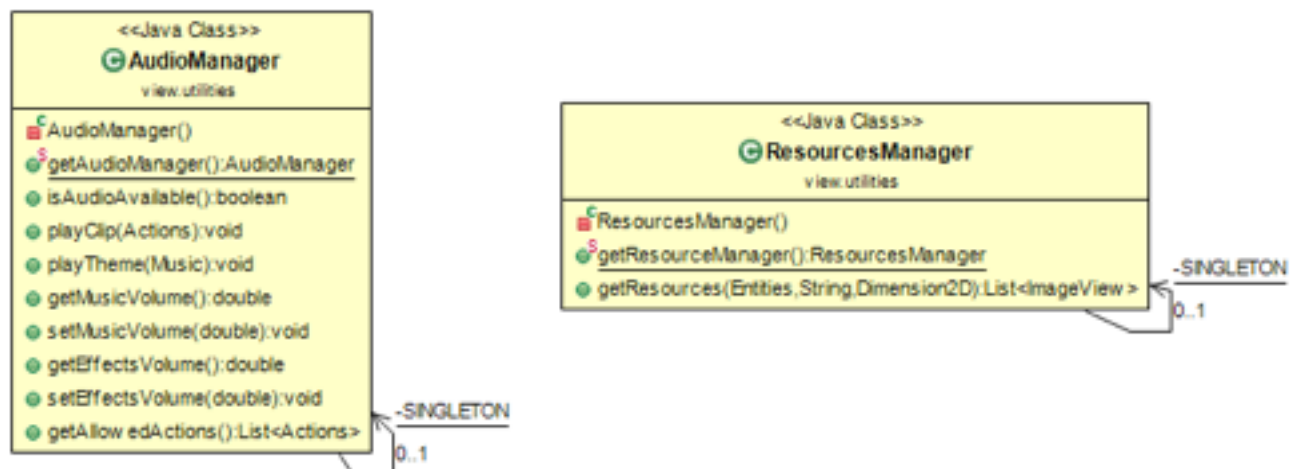 <<Java Class>>
AudioManager
view.utilities
AudioManager()
getAudioManager():AudioManager
isAudioAvailable():boolean
playClip(Actions):void
playTheme(Music):void
getMusicVolume():double
setMusicVolume(double):void
getEffectsVolume():double
setEffectsVolume(double):void
getAllowedActions():List<Actions>
-SINGLETON
0..1
<<Java Class>>
ResourcesManager
view.utilities
ResourcesManager()
getResourceManager():ResourcesManager
getResources(Entities,String,Dimension2D):List<ImageView>
-SINGLETON
0..1